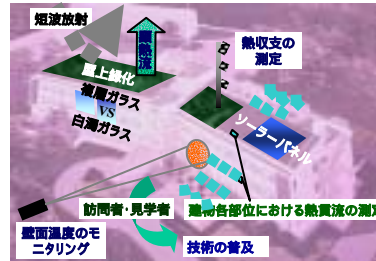 短波放射
顕熱流
屋上緑化
複層ガラス
VS
白濁ガラス
熱収支の
測定
ソーラーパネル
訪問者・見学者
建物各部位における熱貫流の測定
壁面温度のモ
ニタリング
技術の普及